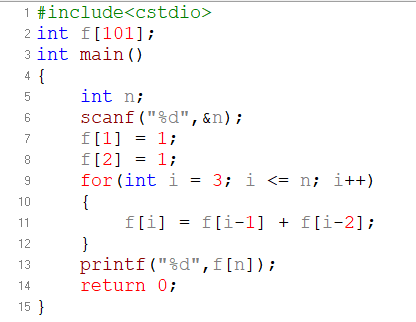 1 #include<cstdio>
2 int f[101];
3 int main()
4 {
5     int n;
6     scanf("%d",&n);
7     f[1] = 1;
8     f[2] = 1;
9     for(int i = 3; i <= n; i++)
10     {
11         f[i] = f[i-1] + f[i-2];
12     }
13     printf("%d",f[n]);
14     return 0;
15 }